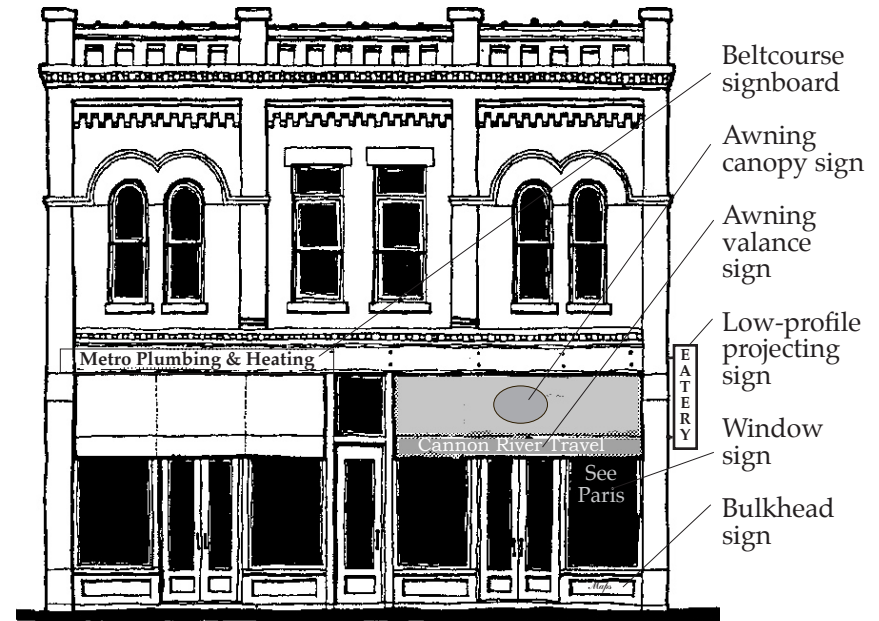 Beltcourse
signboard
Awning
canopy sign
Awning
valance
sign
Low-profile
projecting
sign
Window
sign
Bulkhead
sign
Metro Plumbing & Heating
E
A
T
E
R
Y
Cannon River Travel
See
Paris
Maps